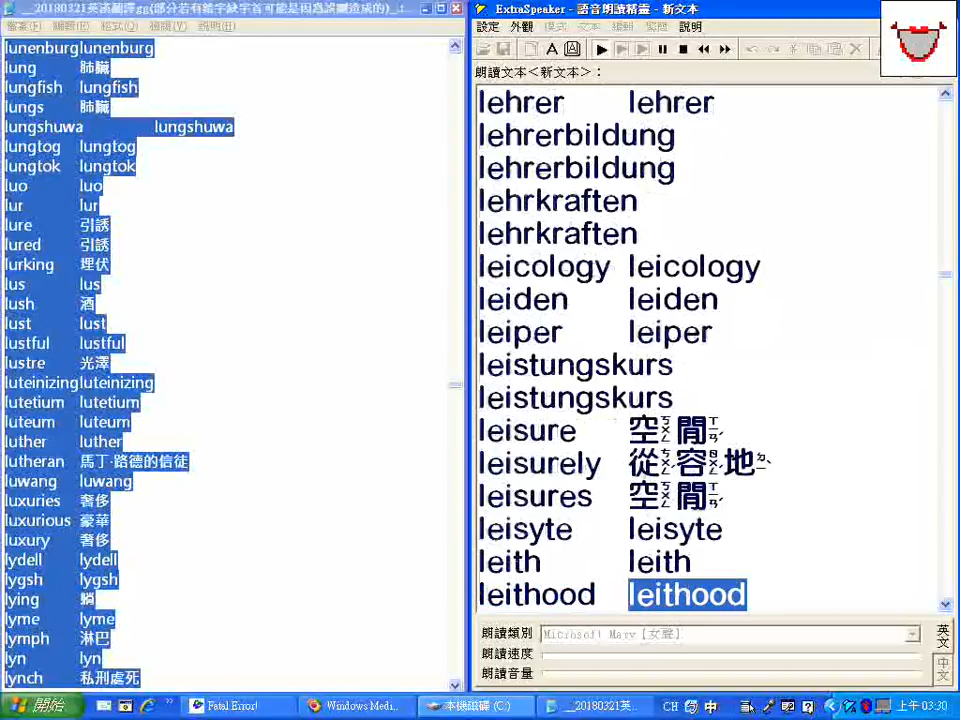 __20180321英漢翻譯gg{部分若有錯字缺字首可能是因為誤翻造成的}_
檔案(F) 編輯(E) 格式(O) 檢視(V) 說明(H)
lunenburg lunenburg
lung 肺臟
lungfish lungfish
lungs 肺臟
lungshuwa lungshuwa
lungtog lungtog
lungtok lungtok
luo luo
lur lur
lure 引誘
lured 引誘
lurking 埋伏
lus lus
lush 酒
lust lust
lustful lustful
lustre 光澤
luteinizing luteinizing
lutetium lutetium
luteum luteum
luther luther
lutheran 馬丁·路德的信徒
luwang luwang
luxuries 奢侈
luxurious 豪華
luxury 奢侈
lydell lydell
lygsh lygsh
lying 躺
lyme lyme
lymph 淋巴
lyn lyn
lynch 私刑處死
ExtraSpeaker - 語音朗讀精靈 - 新文本
設定 外觀 模式 文本 編輯 繁簡 說明
朗讀文本<新文本>：
lehrer lehrer
lehrerbildung
lehrerbildung
lehrkraften
lehrkraften
leicology leicology
leiden leiden
leiper leiper
leistungskurs
leistungskurs
leisure 空閒
leisurely 從容地
leisures 空閒
leisyte leisyte
leith leith
leithood leithood
朗讀類別 Microsoft Mary【女聲】
朗讀速度
朗讀音量
英文
中文
開始 Fatal Error! Windows Medi... 本機磁碟 (C:) __20180321英... CH 中 上午 03:30